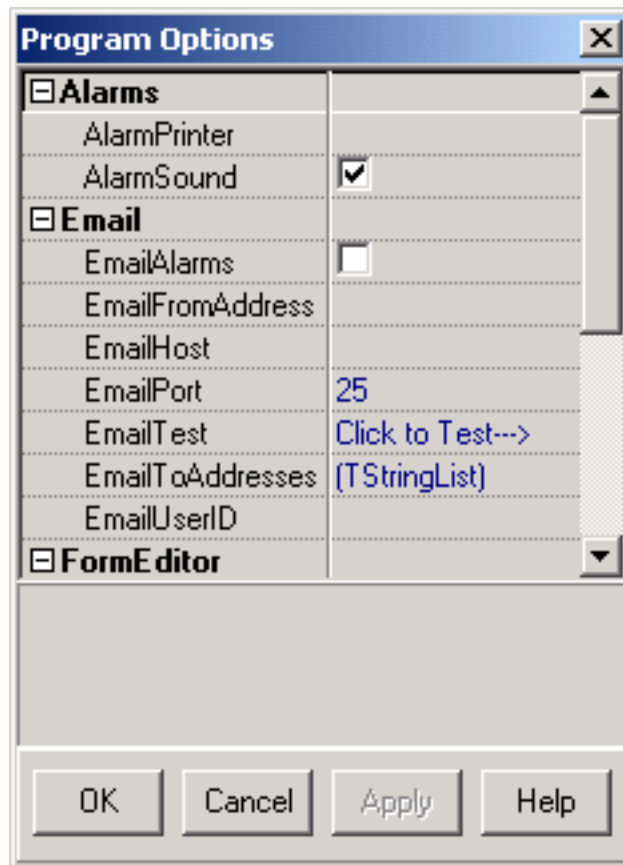 Program Options
Alarms
AlarmPrinter
AlarmSound
Email
EmailAlarms
EmailFromAddress
EmailHost
EmailPort 25
EmailTest Click to Test--->
EmailToAddresses (TStringList)
EmailUserID
FormEditor
OK Cancel Apply Help